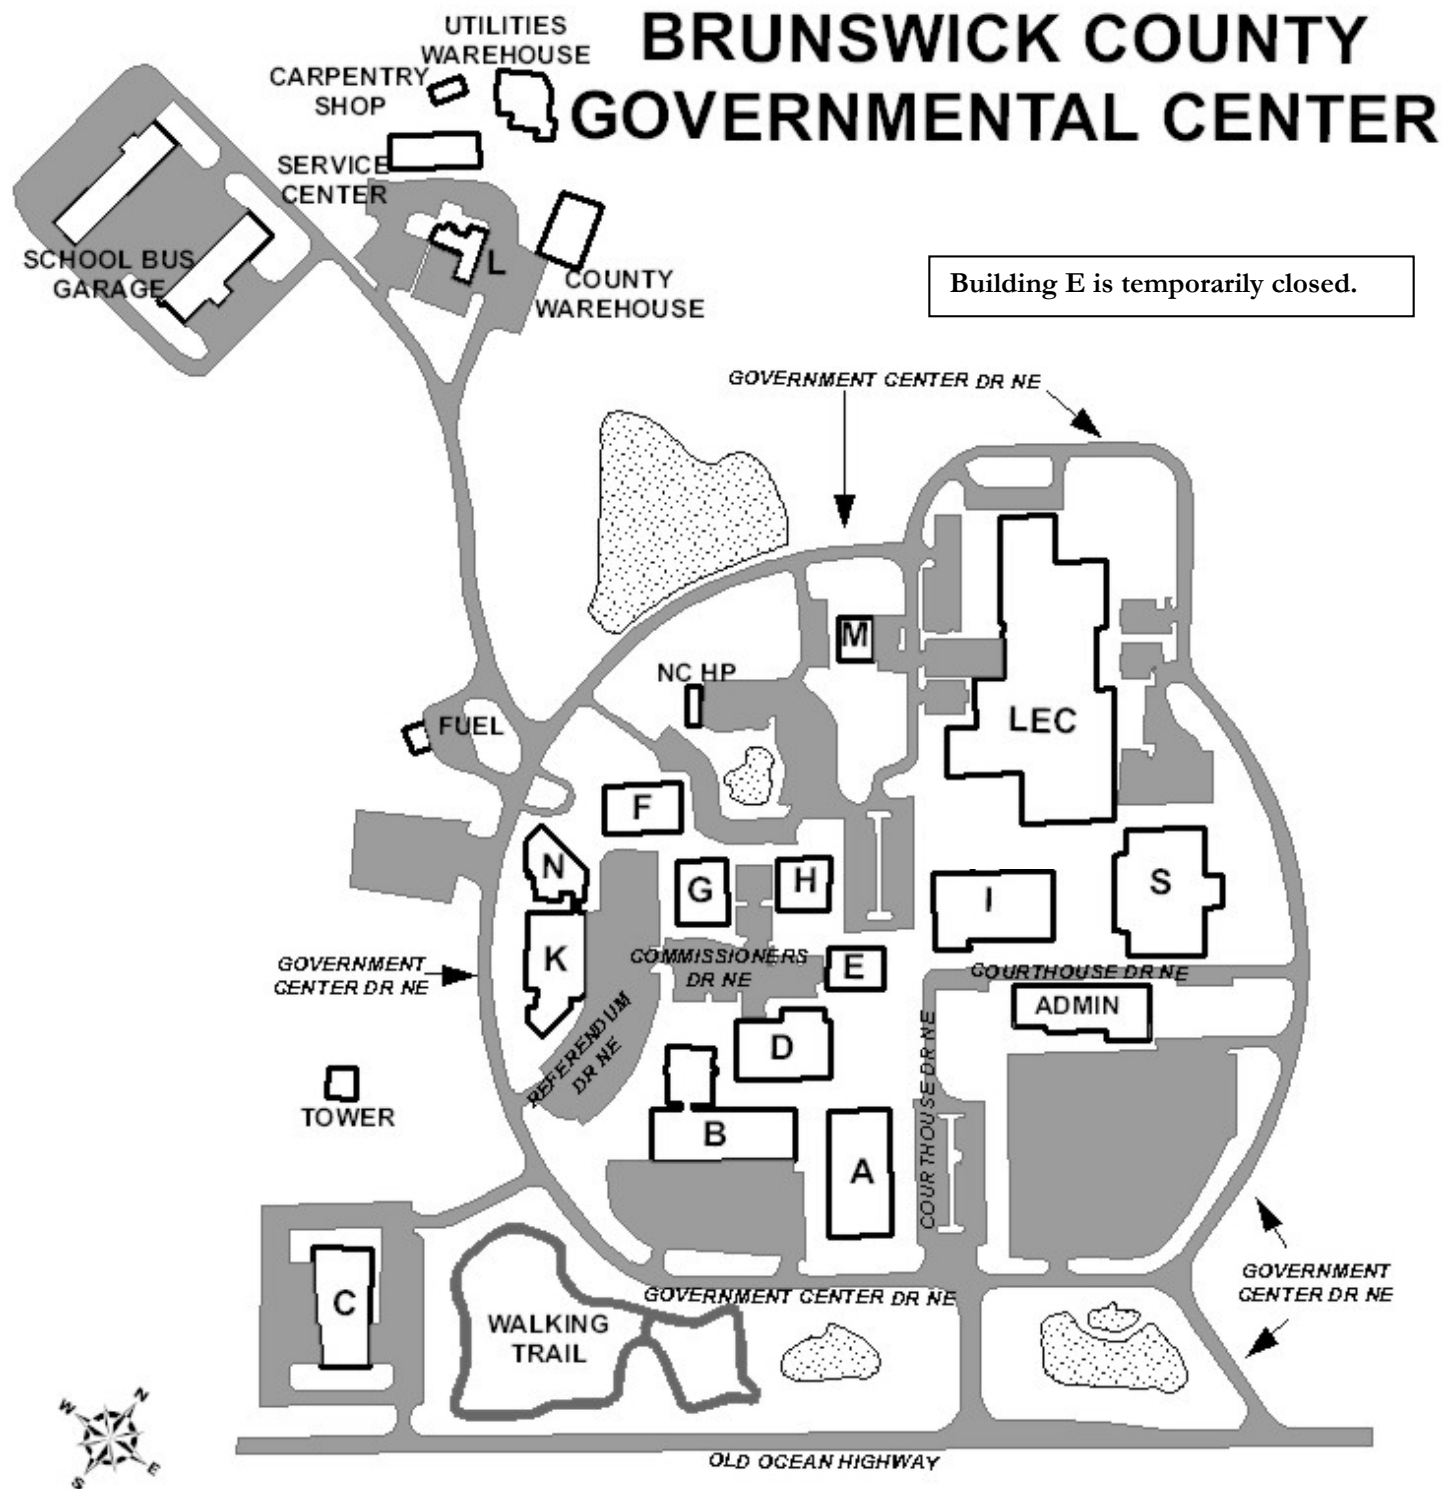 BRUNSWICK COUNTY
GOVERNMENTAL CENTER
UTILITIES
WAREHOUSE
CARPENTRY
SHOP
SERVICE
CENTER
SCHOOL BUS
GARAGE
L
COUNTY
WAREHOUSE
Building E is temporarily closed.
GOVERNMENT CENTER DR NE
M
NC HP
LEC
FUEL
F
N
G
H
I
S
K
COMMISSIONERS
DR NE
E
GOVERNMENT
CENTER DR NE
COURTHOUSE DR NE
ADMIN
REFERENDUM
DR NE
D
COURTHOUSE DR NE
TOWER
B
A
C
GOVERNMENT CENTER DR NE
GOVERNMENT
CENTER DR NE
WALKING
TRAIL
W
N
S
E
OLD OCEAN HIGHWAY